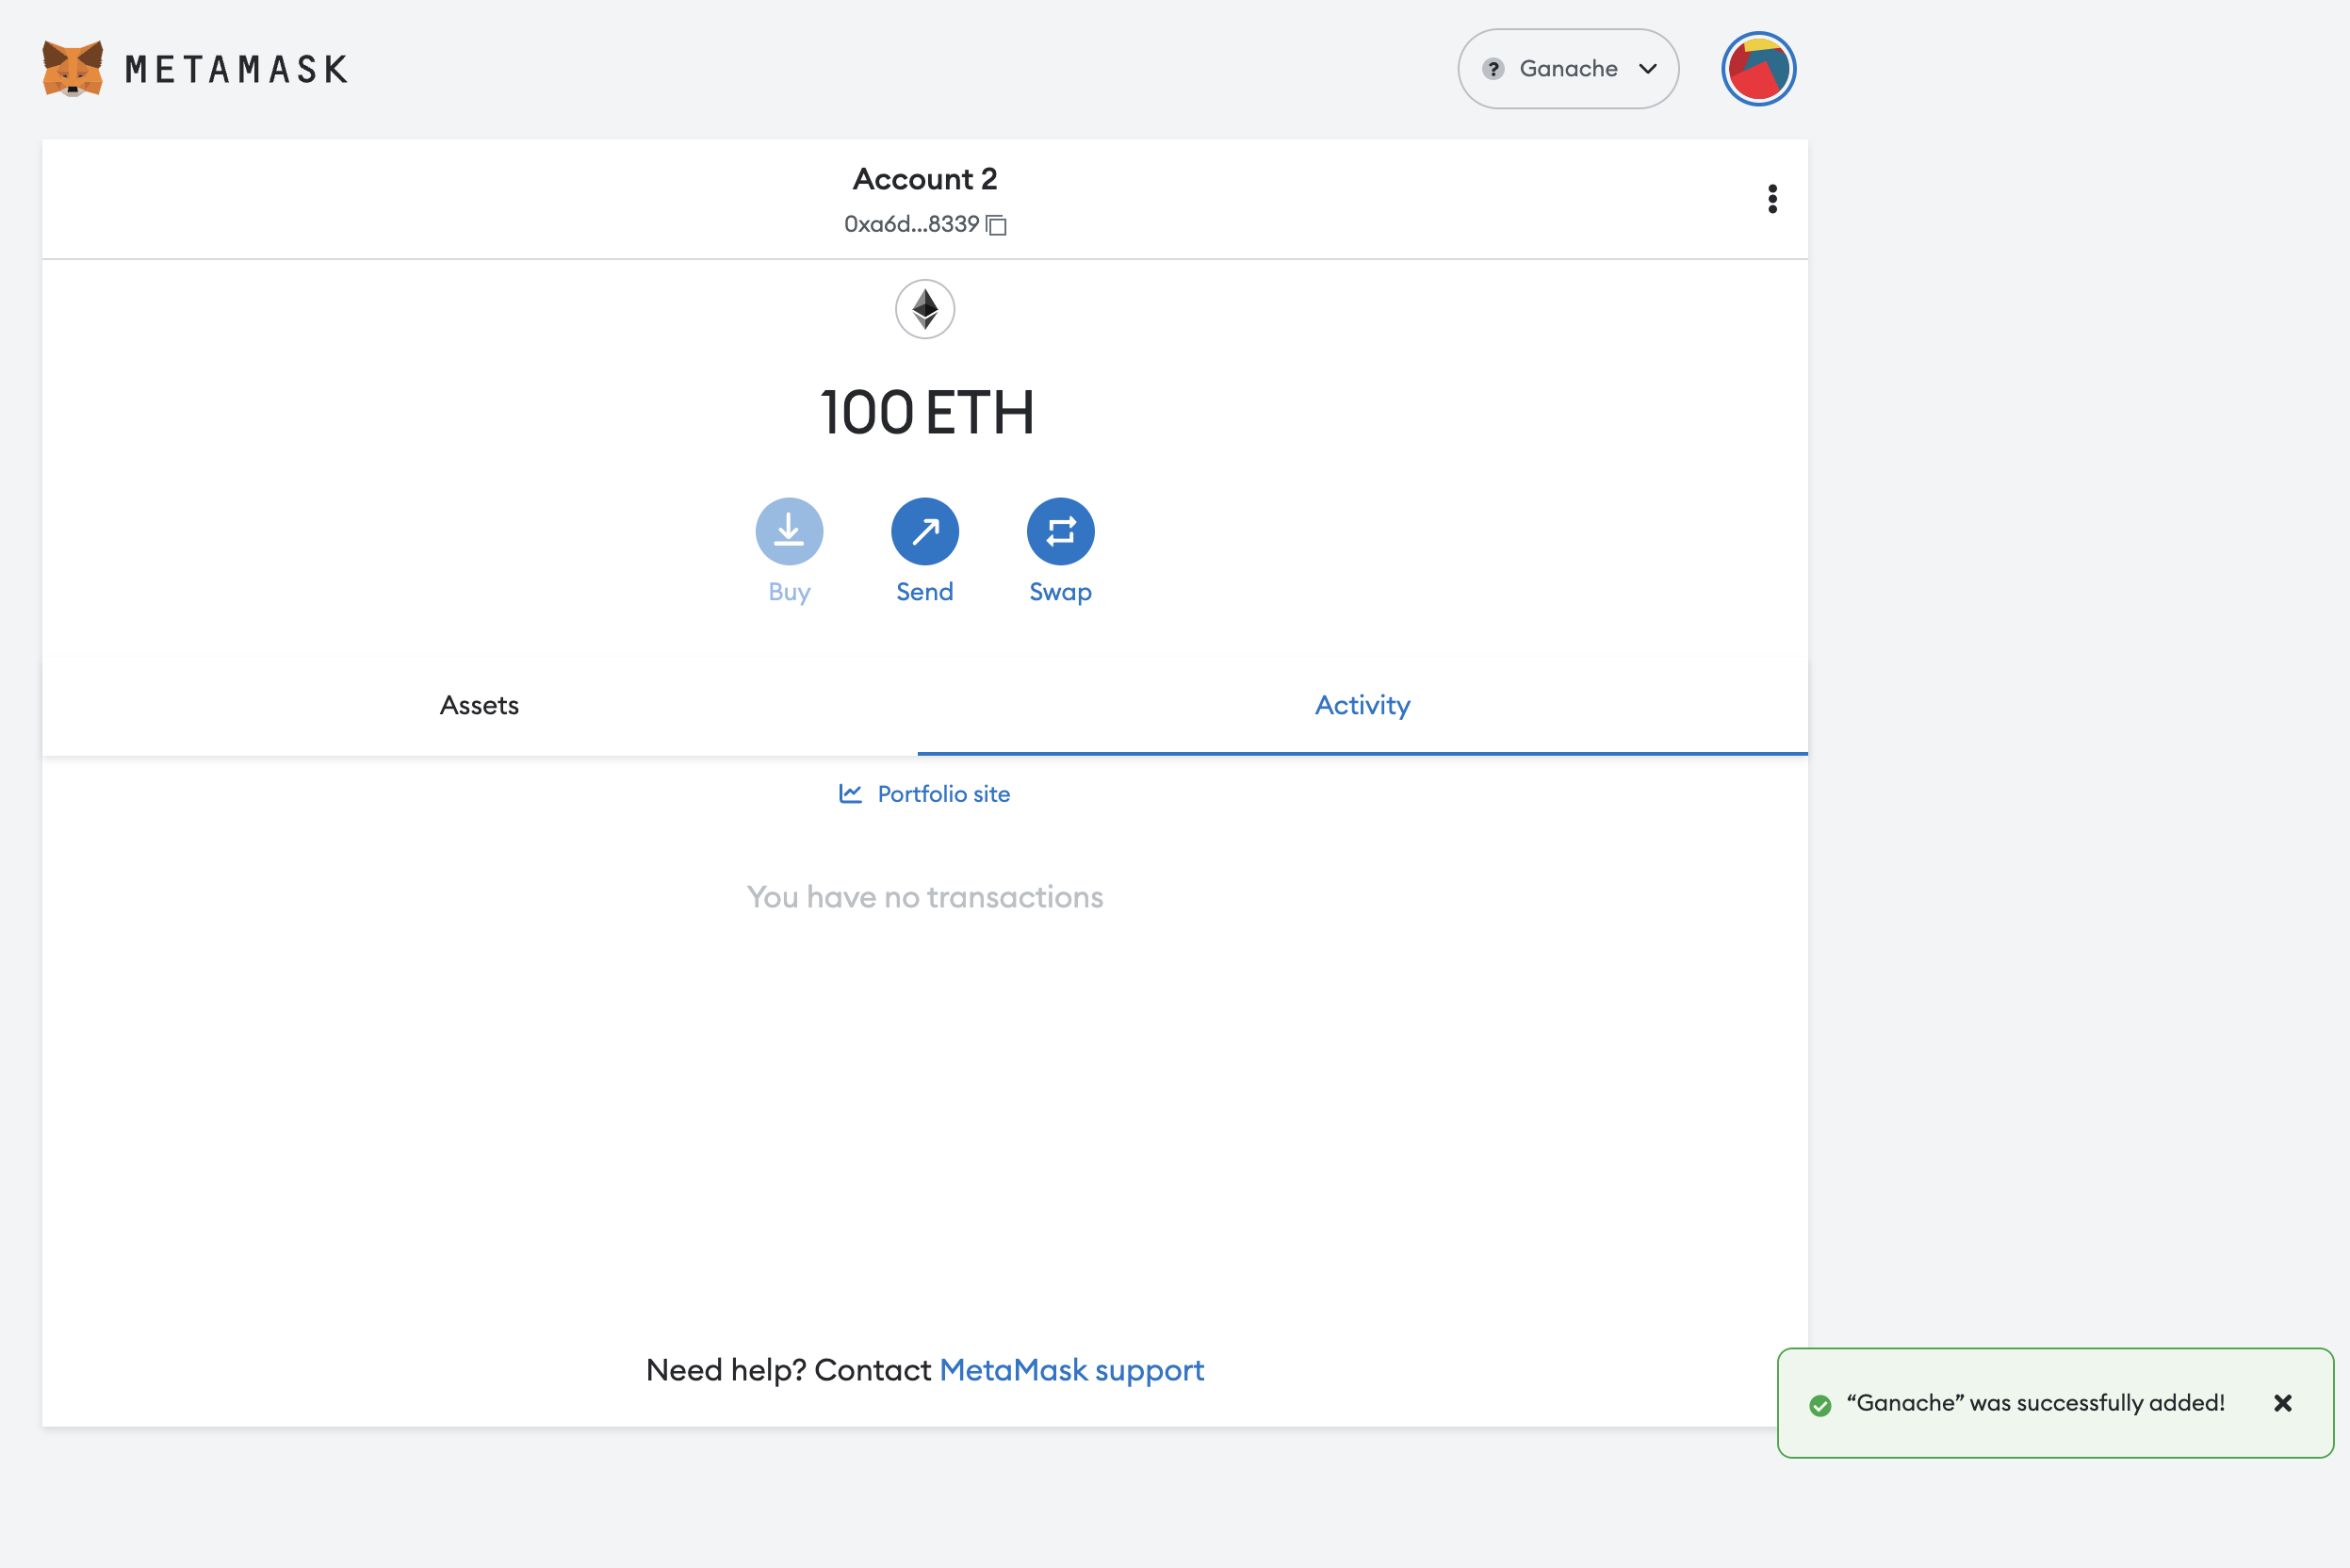 METAMASK
? Ganache
Account 2
0xa6d...8339
100 ETH
Buy Send Swap
Assets Activity
Portfolio site
You have no transactions
Need help? Contact MetaMask support
“Ganache” was successfully added!